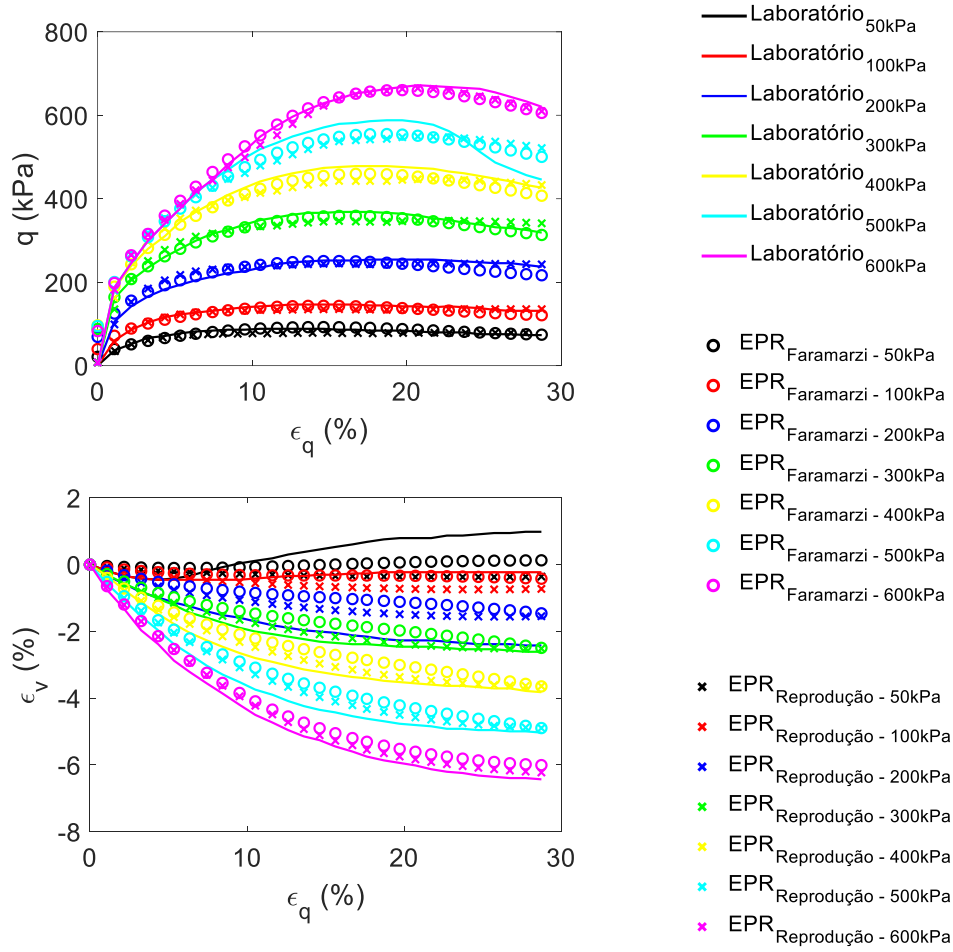 800
600
400
200
0
q (kPa)
0 10 20 30
ϵq (%)
2
0
-2
-4
-6
-8
ϵv (%)
0 10 20 30
ϵq (%)
Laboratório50kPa
Laboratório100kPa
Laboratório200kPa
Laboratório300kPa
Laboratório400kPa
Laboratório500kPa
Laboratório600kPa
EPRFaramarzi - 50kPa
EPRFaramarzi - 100kPa
EPRFaramarzi - 200kPa
EPRFaramarzi - 300kPa
EPRFaramarzi - 400kPa
EPRFaramarzi - 500kPa
EPRFaramarzi - 600kPa
EPRReprodução - 50kPa
EPRReprodução - 100kPa
EPRReprodução - 200kPa
EPRReprodução - 300kPa
EPRReprodução - 400kPa
EPRReprodução - 500kPa
EPRReprodução - 600kPa